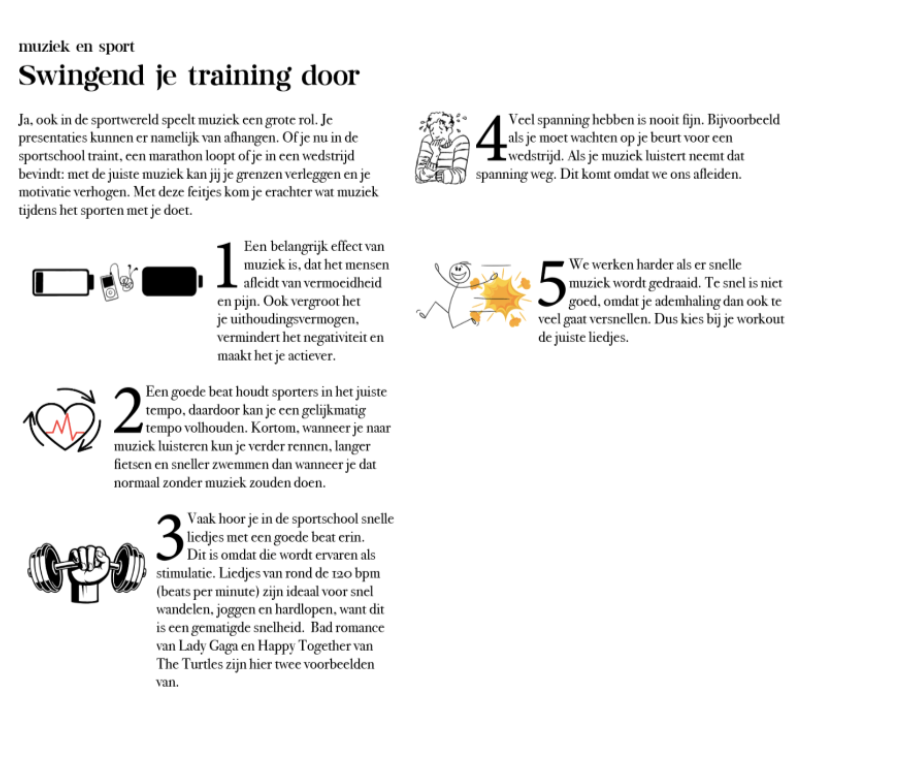 muziek en sport
Swingend je training door
Ja, ook in de sportwereld speelt muziek een grote rol. Je
presentaties kunnen er namelijk van afhangen. Of je nu in de
sportschool traint, een marathon loopt of je in een wedstrijd
bevindt: met de juiste muziek kan jij je grenzen verleggen en je
motivatie verhogen. Met deze feitjes kom je erachter wat muziek
tijdens het sporten met je doet.
1 Een belangrijk effect van
muziek is, dat het mensen
afleidt van vermoeidheid
en pijn. Ook vergroot het
je uithoudingsvermogen,
vermindert het negativiteit en
maakt het je actiever.
2 Een goede beat houdt sporters in het juiste
tempo, daardoor kan je een gelijkmatig
tempo volhouden. Kortom, wanneer je naar
muziek luisteren kun je verder rennen, langer
fietsen en sneller zwemmen dan wanneer je dat
normaal zonder muziek zouden doen.
3 Vaak hoor je in de sportschool snelle
liedjes met een goede beat erin.
Dit is omdat die wordt ervaren als
stimulatie. Liedjes van rond de 120 bpm
(beats per minute) zijn ideaal voor snel
wandelen, joggen en hardlopen, want dit
is een gematigde snelheid. Bad romance
van Lady Gaga en Happy Together van
The Turtles zijn hier twee voorbeelden
van.
4 Veel spanning hebben is nooit fijn. Bijvoorbeeld
als je moet wachten op je beurt voor een
wedstrijd. Als je muziek luistert neemt dat
spanning weg. Dit komt omdat we ons afleiden.
5 We werken harder als er snelle
muziek wordt gedraaid. Te snel is niet
goed, omdat je ademhaling dan ook te
veel gaat versnellen. Dus kies bij je workout
de juiste liedjes.